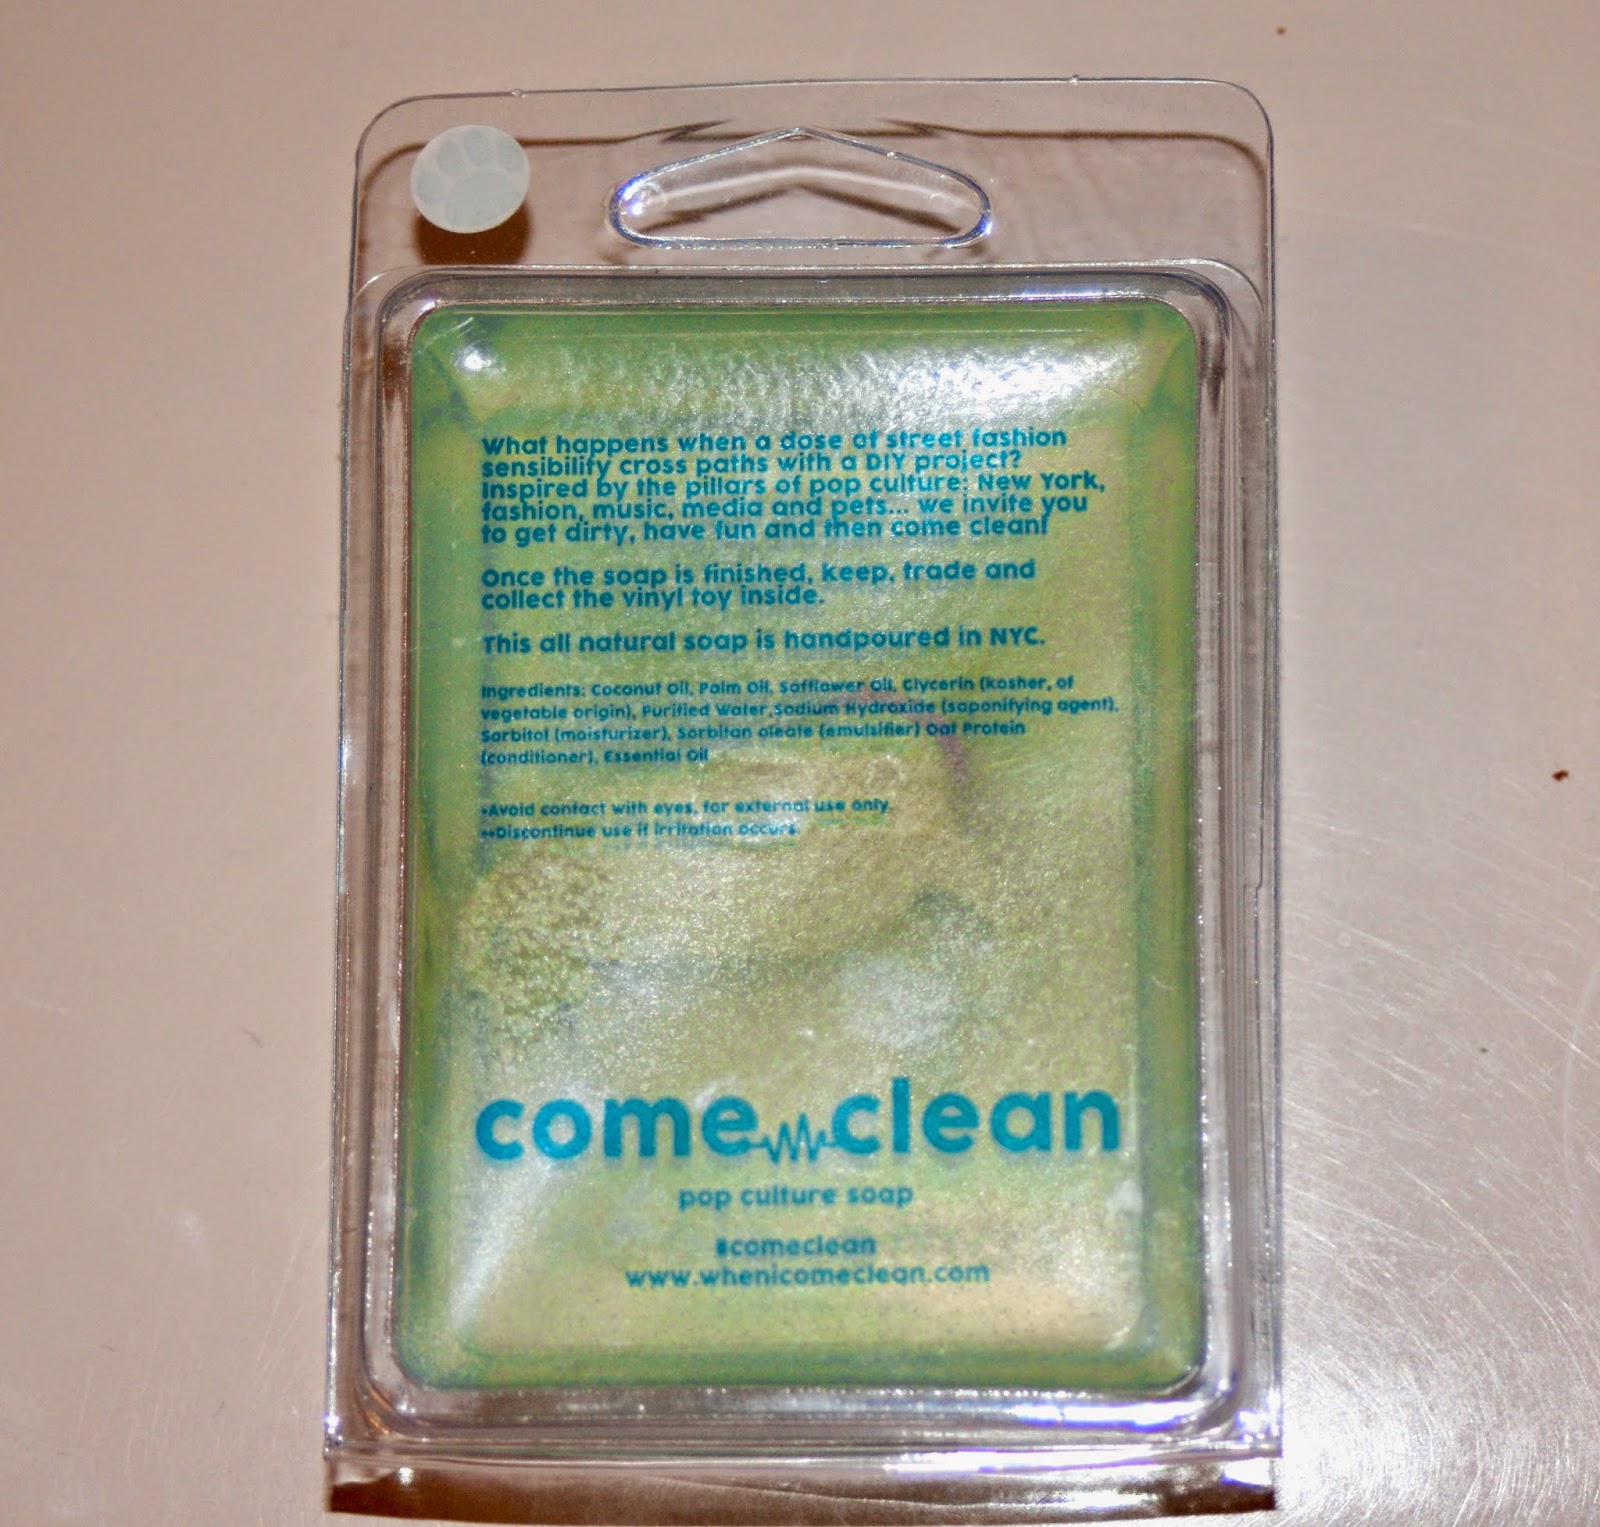 What happens when a dose of street fashion
sensibility cross paths with a DIY project?
Inspired by the pillars of pop culture: New York,
fashion, music, media and pets... we invite you
to get dirty, have fun and then come clean!
Once the soap is finished, keep, trade and
collect the vinyl toy inside.
This all natural soap is handpoured in NYC.
Ingredients: Coconut Oil, Palm Oil, Safflower Oil, Glycerin (kosher, of
vegetable origin), Purified Water,Sodium Hydroxide (saponifying agent),
Sorbitol (moisturizer), Sorbitan oleate (emulsifier) Oat Protein
(conditioner), Essential Oil
*Avoid contact with eyes, for external use only.
**Discontinue use if irritation occurs.
come clean
pop culture soap
#comeclean
www.whenicomeclean.com